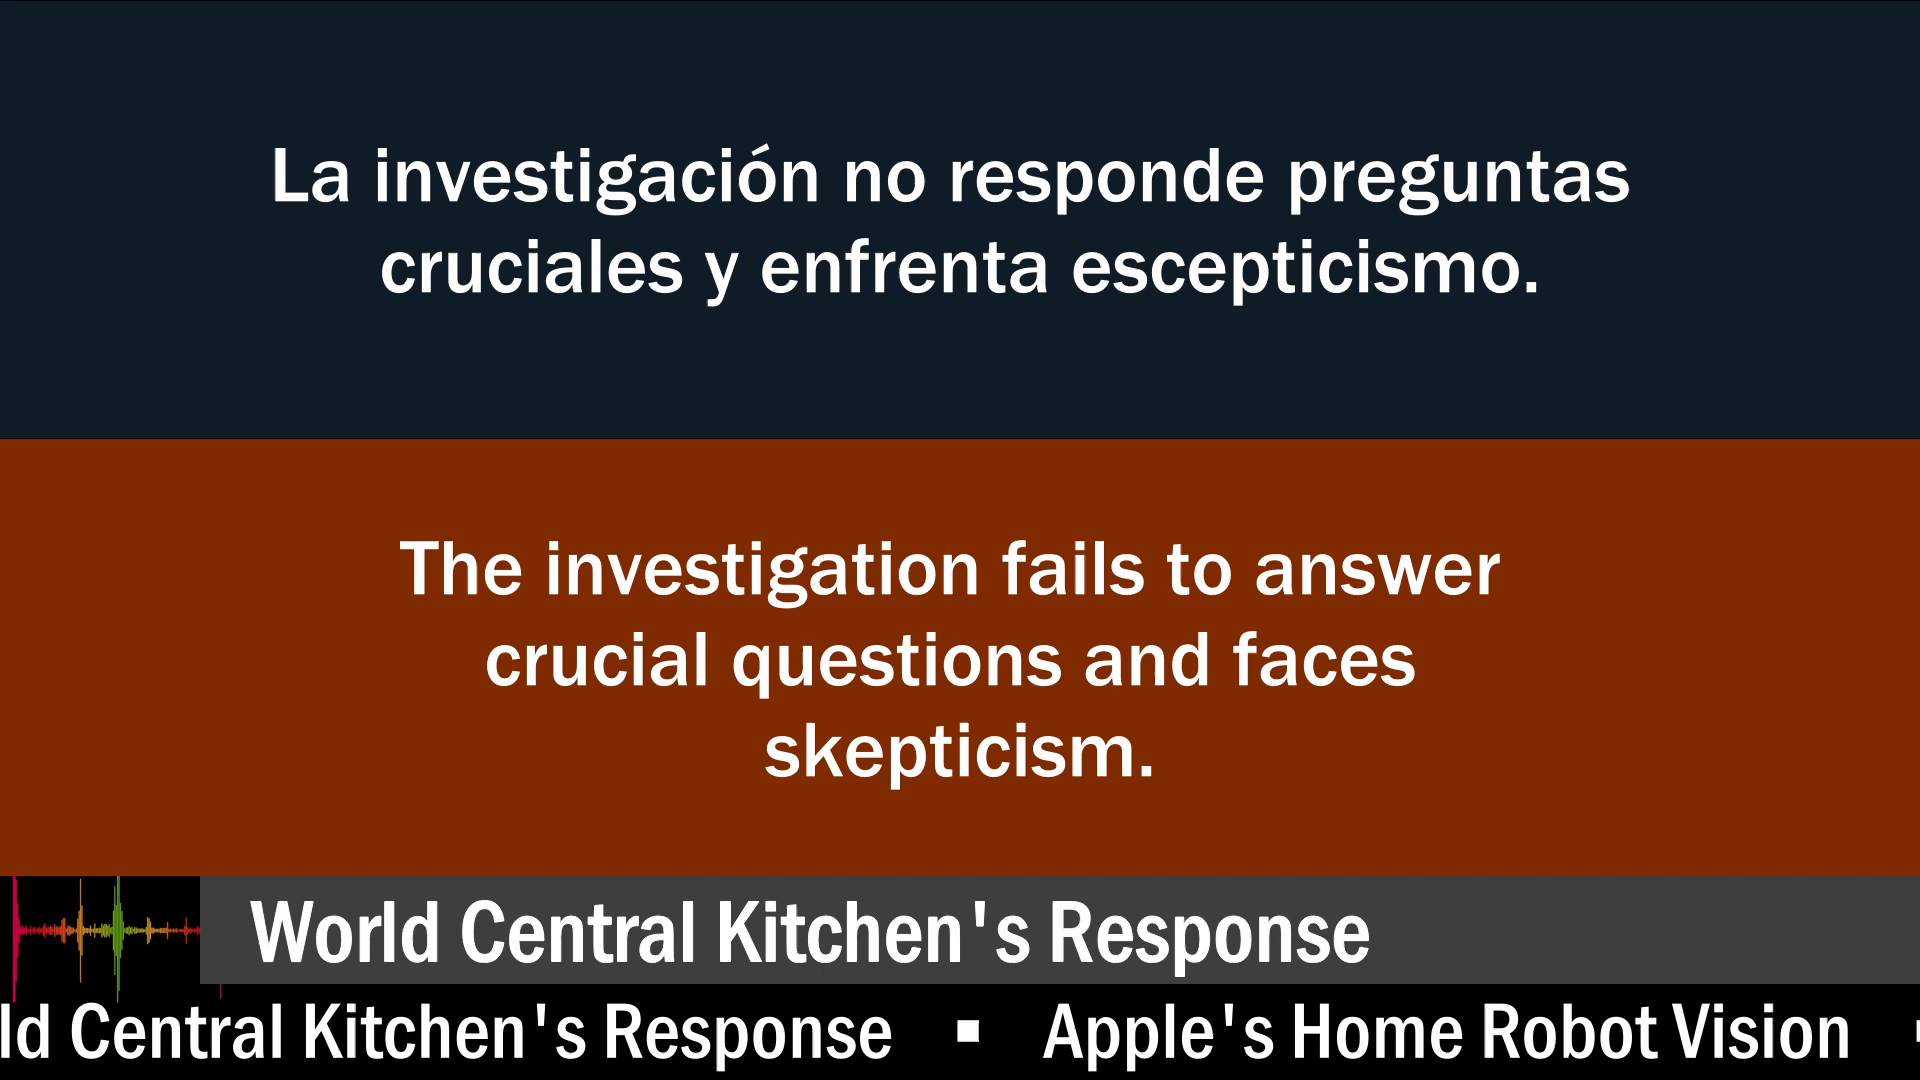 La investigación no responde preguntas
cruciales y enfrenta escepticismo.
The investigation fails to answer
crucial questions and faces
skepticism.
World Central Kitchen's Response
ld Central Kitchen's Response ▪ Apple's Home Robot Vision